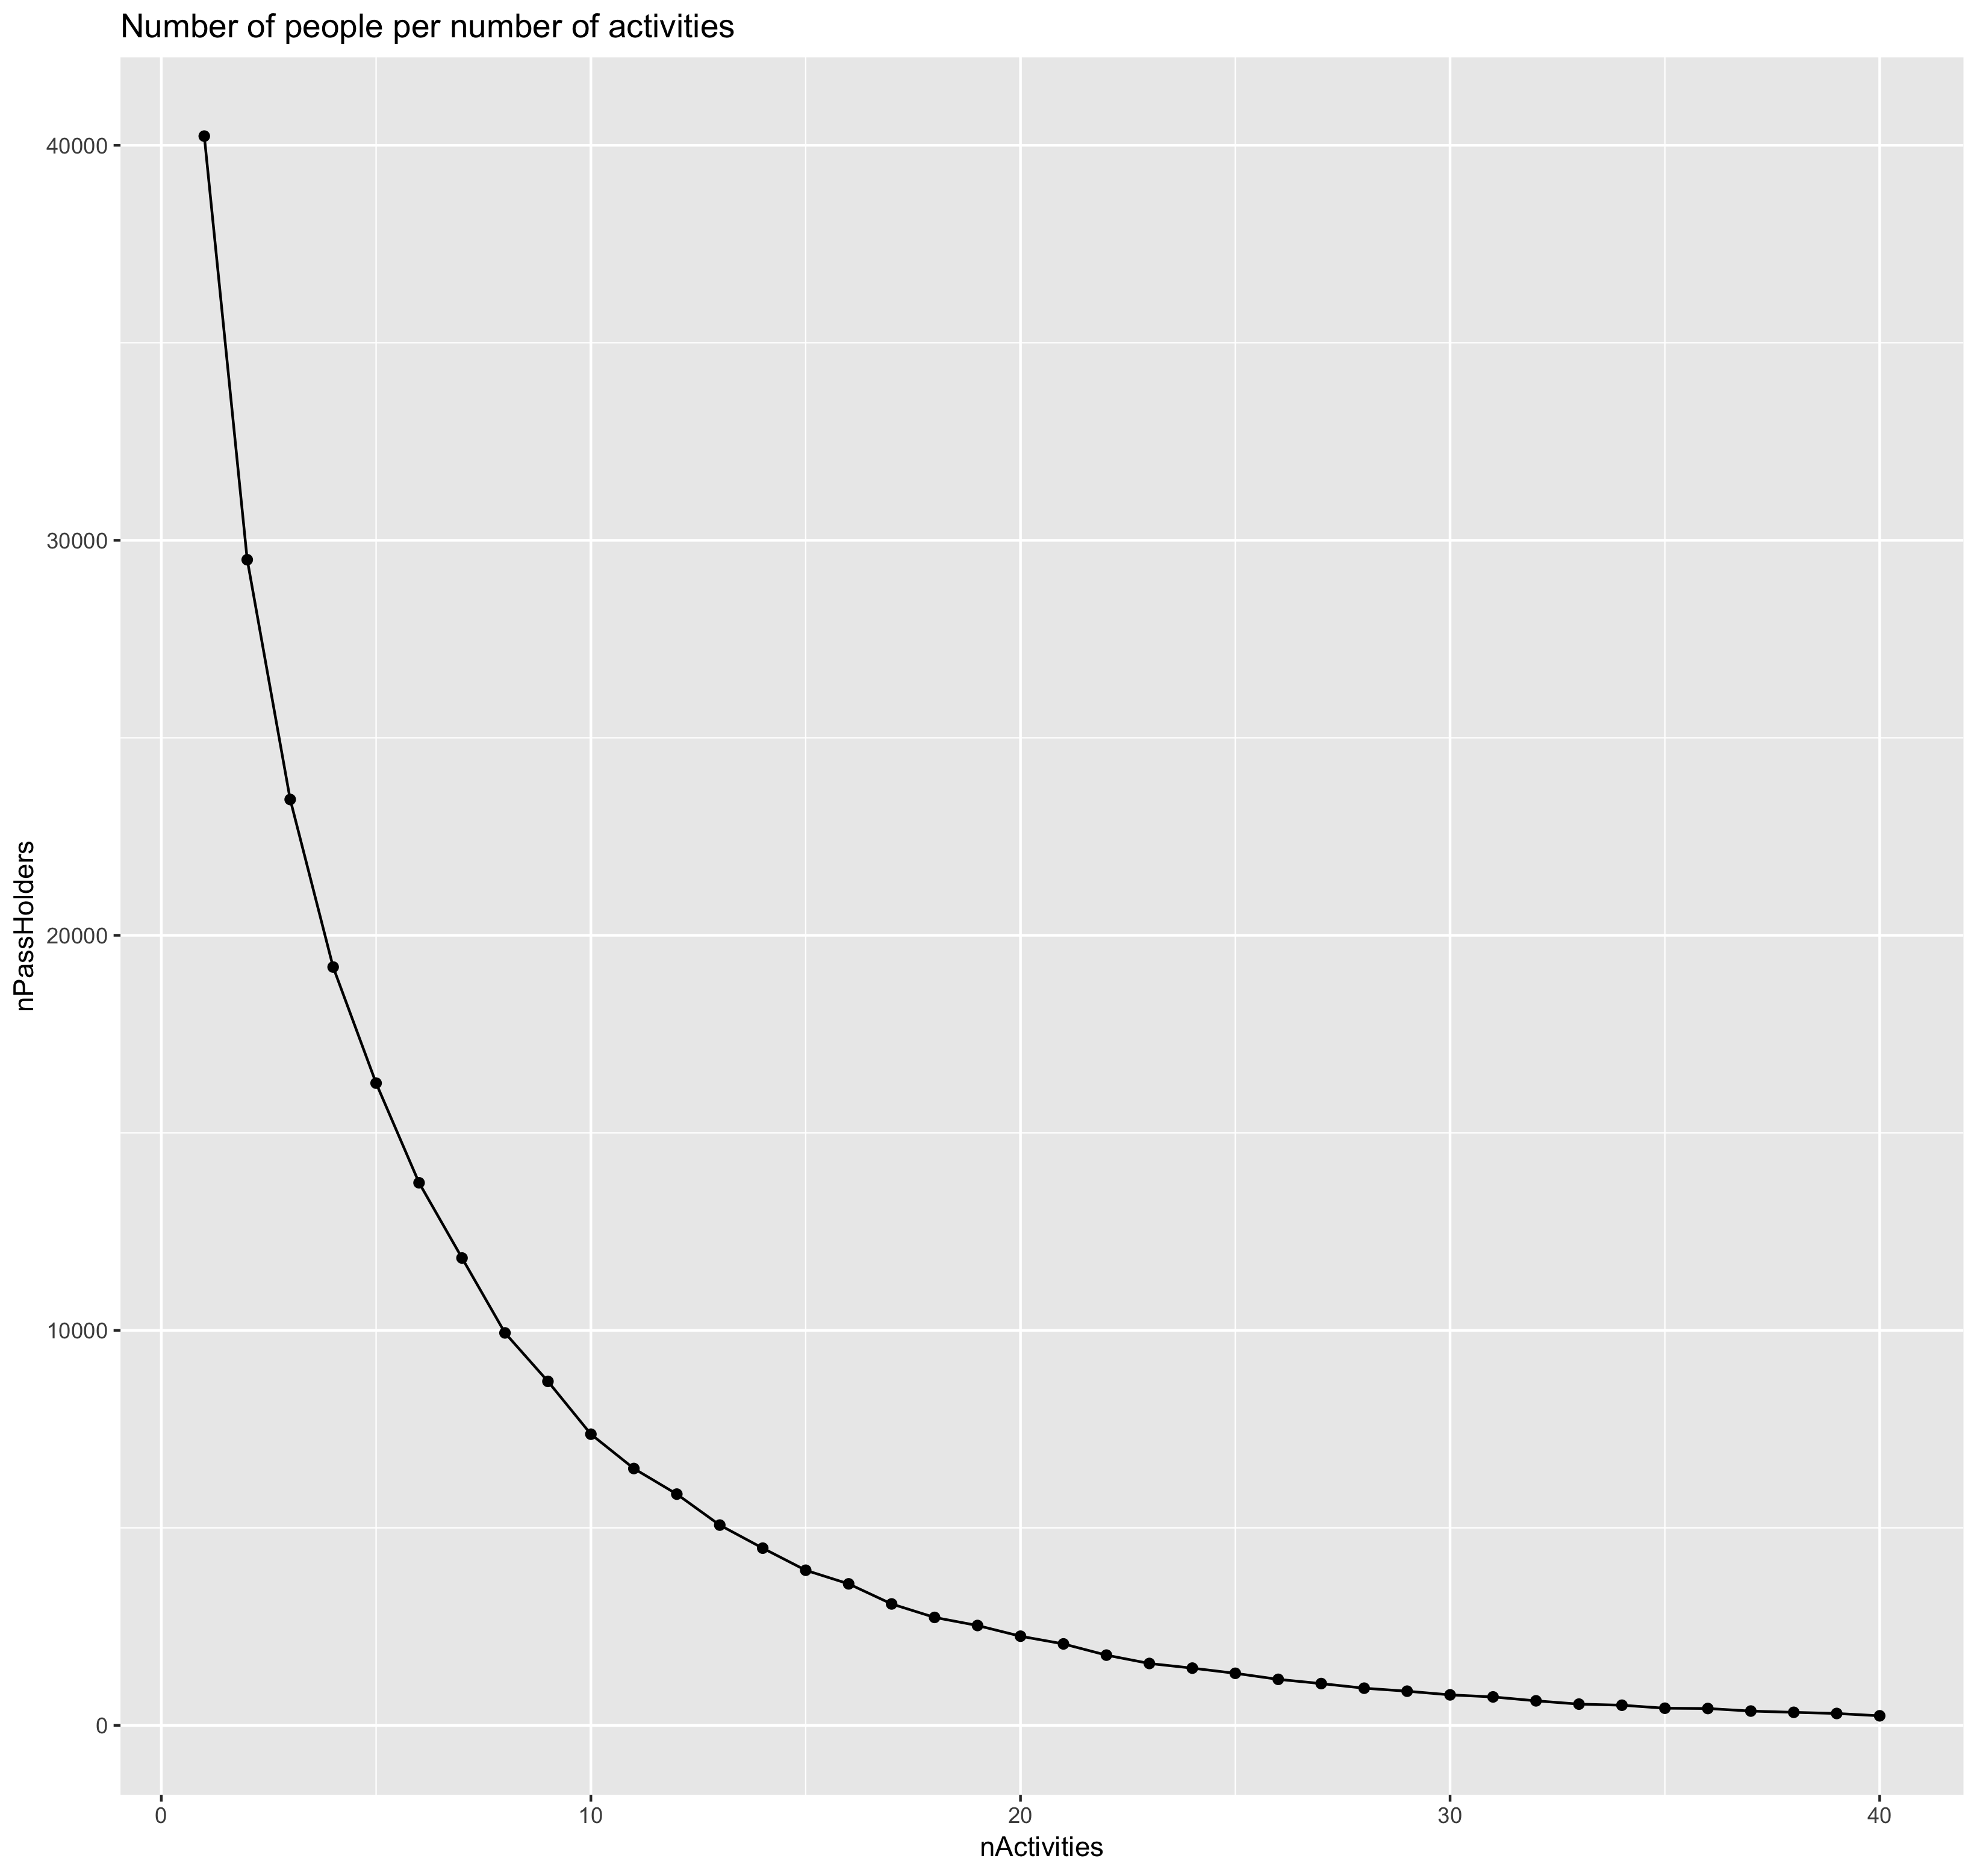 Number of people per number of activities
40000
30000
20000
10000
0
nPassHolders
0 10 20 30 40
nActivities